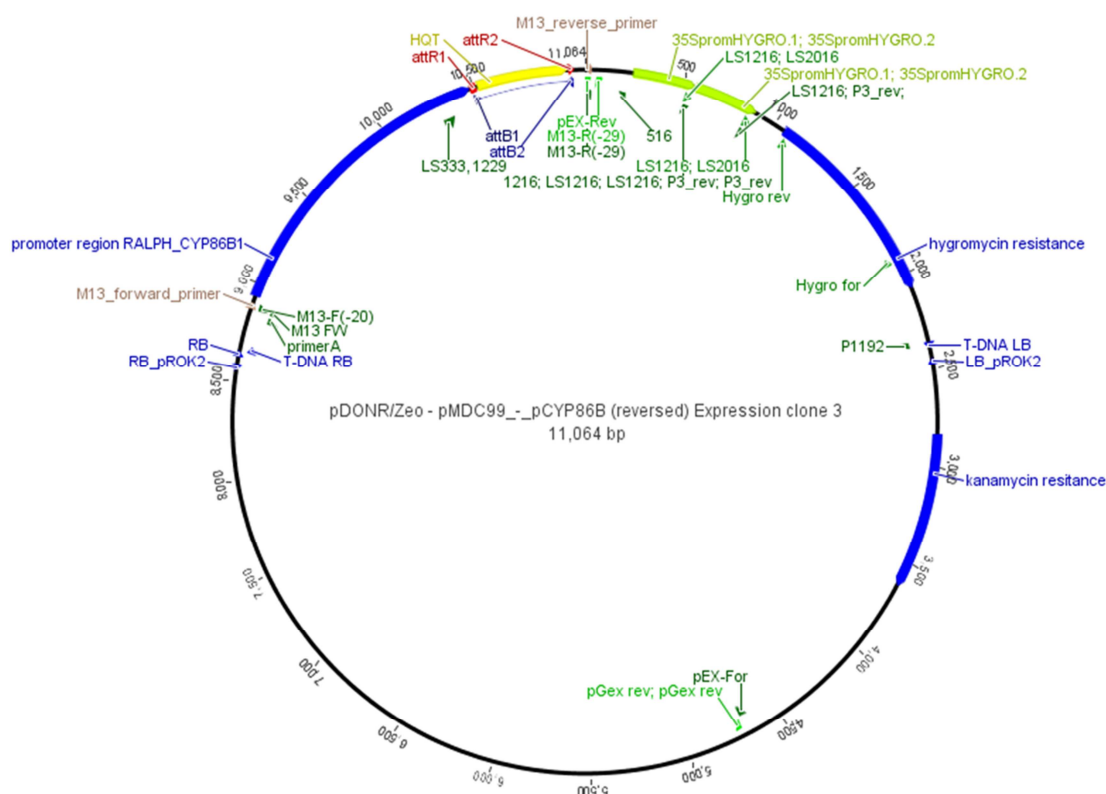 M13_reverse_primer
attR2
11,064
HQT
attR1
10,500
35SpromHYGRO.1; 35SpromHYGRO.2
500
LS1216; LS2016
35SpromHYGRO.1; 35SpromHYGRO.2
LS1216; P3_rev;
1,000
10,000
pEX-Rev
attB1
M13-R(-29)
516
attB2
M13-R(-29)
LS333, 1229
LS1216; LS2016
1216; LS1216; LS1216; P3_rev; P3_rev
Hygro rev
9,500
1,500
promoter region RALPH_CYP86B1
hygromycin resistance
2,000
9,000
Hygro for
M13_forward_primer
M13-F(-20)
M13 FW
primerA
RB
T-DNA RB
RB_pROK2
8,500
P1192
T-DNA LB
LB_pROK2
2,500
pDONR/Zeo - pMDC99_-_pCYP86B (reversed) Expression clone 3
11,064 bp
3,000
kanamycin resitance
8,000
3,500
7,500
4,000
7,000
pEX-For
pGex rev; pGex rev
4,500
6,500
5,000
6,000
5,500